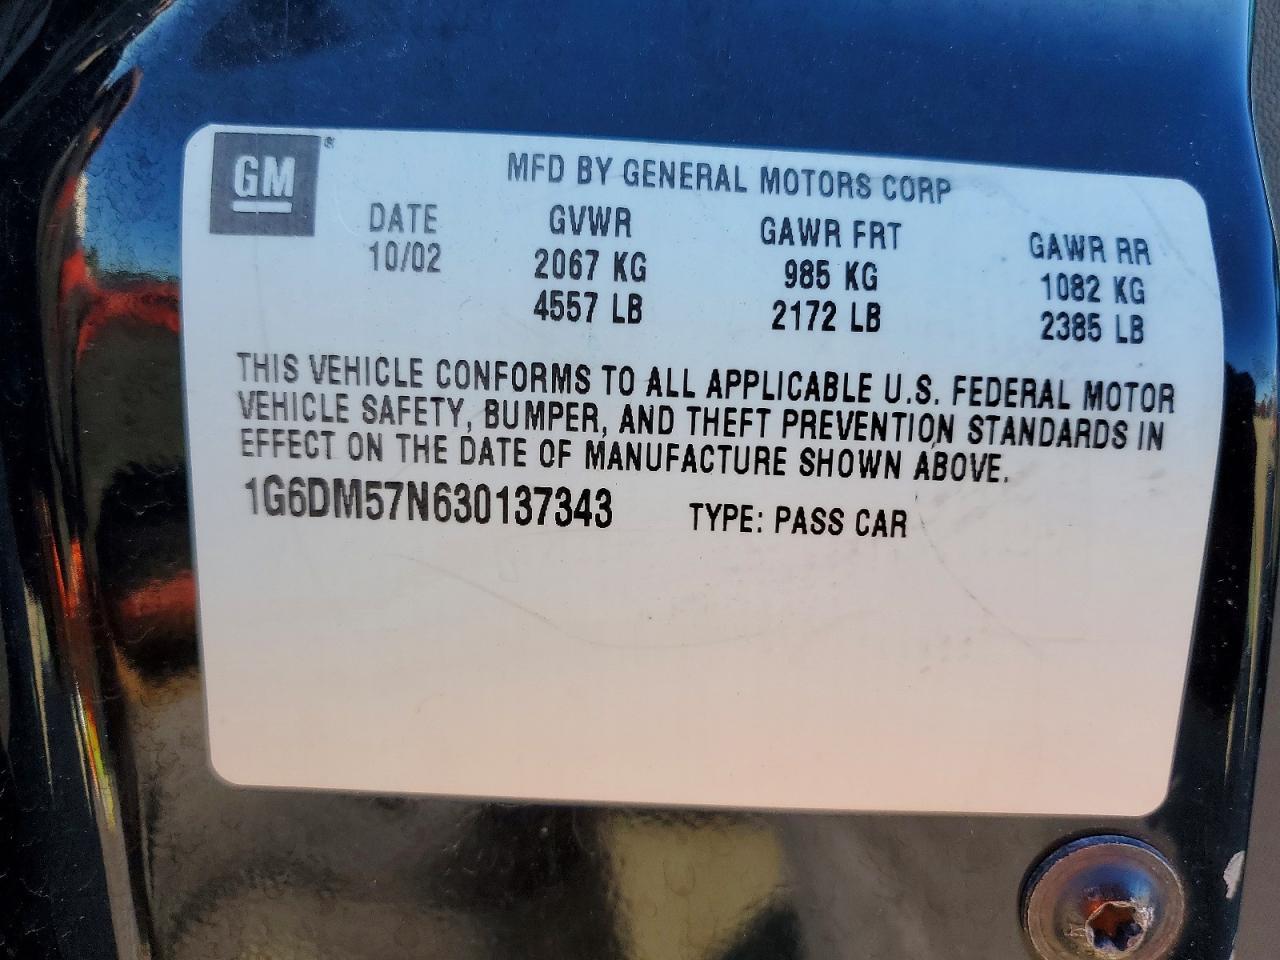 GM®
MFD BY GENERAL MOTORS CORP
DATE GVWR GAWR FRT GAWR RR
10/02 2067 KG 985 KG 1082 KG
4557 LB 2172 LB 2385 LB
THIS VEHICLE CONFORMS TO ALL APPLICABLE U.S. FEDERAL MOTOR
VEHICLE SAFETY, BUMPER, AND THEFT PREVENTION STANDARDS IN
EFFECT ON THE DATE OF MANUFACTURE SHOWN ABOVE.
1G6DM57N630137343 TYPE: PASS CAR